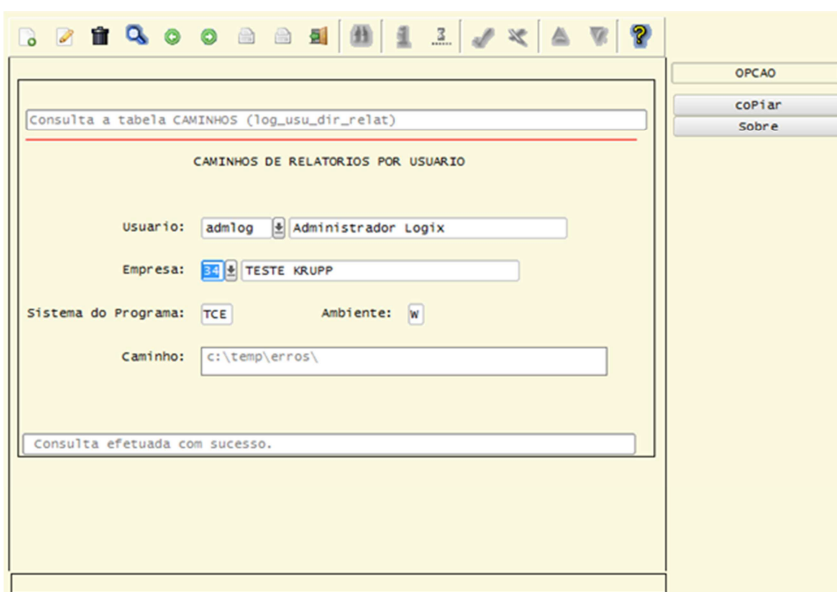 OPCAO
coPiar
Sobre
Consulta a tabela CAMINHOS (log_usu_dir_relat)
CAMINHOS DE RELATORIOS POR USUARIO
Usuario: admlog Administrador Logix
Empresa: 34 TESTE KRUPP
Sistema do Programa: TCE Ambiente: W
Caminho: c:\temp\erros\
Consulta efetuada com sucesso.